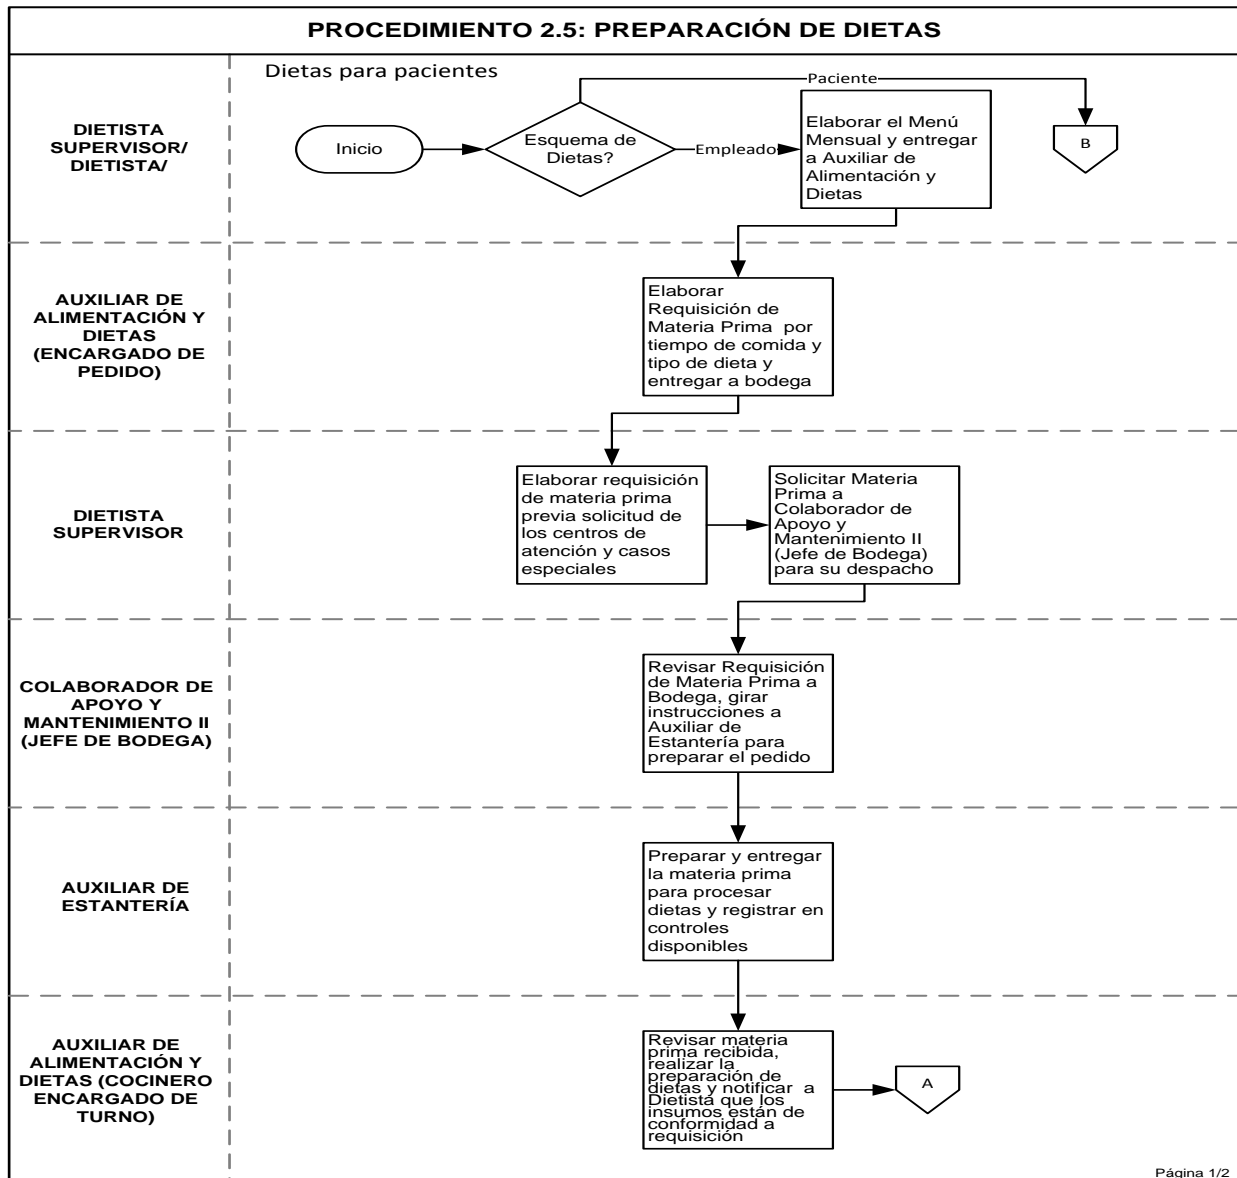 PROCEDIMIENTO 2.5: PREPARACIÓN DE DIETAS
DIETISTA
SUPERVISOR/
DIETISTA/
Dietas para pacientes
Inicio
Esquema de
Dietas?
Paciente
Empleado
Elaborar el Menú
Mensual y entregar
a Auxiliar de
Alimentación y
Dietas
B
AUXILIAR DE
ALIMENTACIÓN Y
DIETAS
(ENCARGADO DE
PEDIDO)
Elaborar
Requisición de
Materia Prima por
tiempo de comida y
tipo de dieta y
entregar a bodega
DIETISTA
SUPERVISOR
Elaborar requisición
de materia prima
previa solicitud de
los centros de
atención y casos
especiales
Solicitar Materia
Prima a
Colaborador de
Apoyo y
Mantenimiento II
(Jefe de Bodega)
para su despacho
COLABORADOR DE
APOYO Y
MANTENIMIENTO II
(JEFE DE BODEGA)
Revisar Requisición
de Materia Prima a
Bodega, girar
instrucciones a
Auxiliar de
Estantería para
preparar el pedido
AUXILIAR DE
ESTANTERÍA
Preparar y entregar
la materia prima
para procesar
dietas y registrar en
controles
disponibles
AUXILIAR DE
ALIMENTACIÓN Y
DIETAS (COCINERO
ENCARGADO DE
TURNO)
Revisar materia
prima recibida,
realizar la
preparación de
dietas y notificar a
Dietista que los
insumos están de
conformidad a
requisición
A
Página 1/2